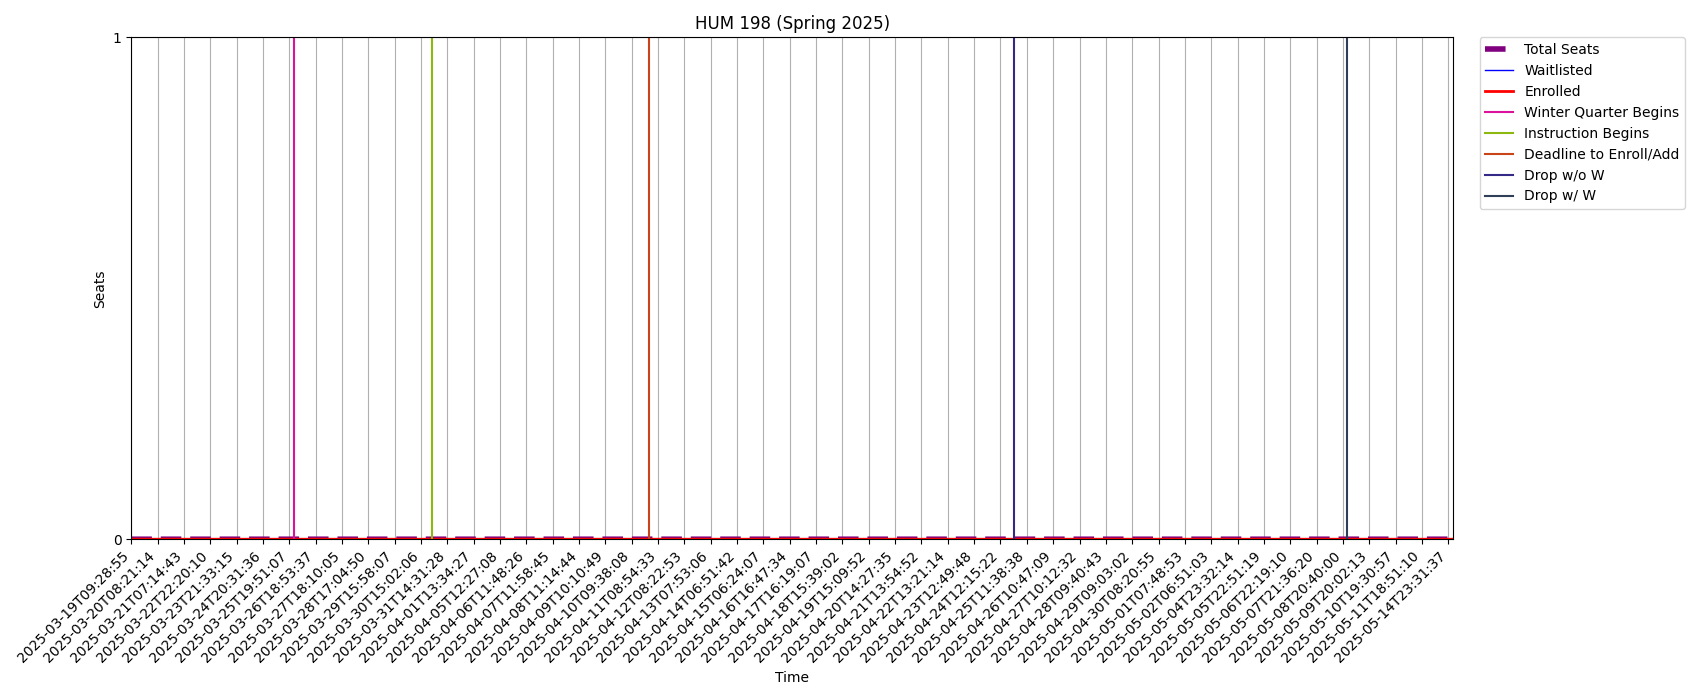 HUM 198 (Spring 2025)
1
0
Seats
2025-03-19T09:28:55
2025-03-20T08:21:14
2025-03-21T07:14:43
2025-03-22T22:20:10
2025-03-23T21:33:15
2025-03-24T20:31:36
2025-03-25T19:51:07
2025-03-26T18:53:37
2025-03-27T18:10:05
2025-03-28T17:04:50
2025-03-29T15:58:07
2025-03-30T15:02:06
2025-03-31T14:31:28
2025-04-01T13:34:27
2025-04-05T12:27:08
2025-04-06T11:48:26
2025-04-07T11:58:45
2025-04-08T11:14:44
2025-04-09T10:10:49
2025-04-10T09:38:08
2025-04-11T08:54:33
2025-04-12T08:22:53
2025-04-13T07:53:06
2025-04-14T06:51:42
2025-04-15T06:24:07
2025-04-16T16:47:34
2025-04-17T16:19:07
2025-04-18T15:39:02
2025-04-19T15:09:52
2025-04-20T14:27:35
2025-04-21T13:54:52
2025-04-22T13:21:14
2025-04-23T12:49:48
2025-04-24T12:15:22
2025-04-25T11:38:38
2025-04-26T10:47:09
2025-04-27T10:12:32
2025-04-28T09:40:43
2025-04-29T09:03:02
2025-04-30T08:20:55
2025-05-01T07:48:53
2025-05-02T06:51:03
2025-05-04T23:32:14
2025-05-05T22:51:19
2025-05-06T22:19:10
2025-05-07T21:36:20
2025-05-08T20:40:00
2025-05-09T20:02:13
2025-05-10T19:30:57
2025-05-11T18:51:10
2025-05-14T23:31:37
Time
Total Seats
Waitlisted
Enrolled
Winter Quarter Begins
Instruction Begins
Deadline to Enroll/Add
Drop w/o W
Drop w/ W